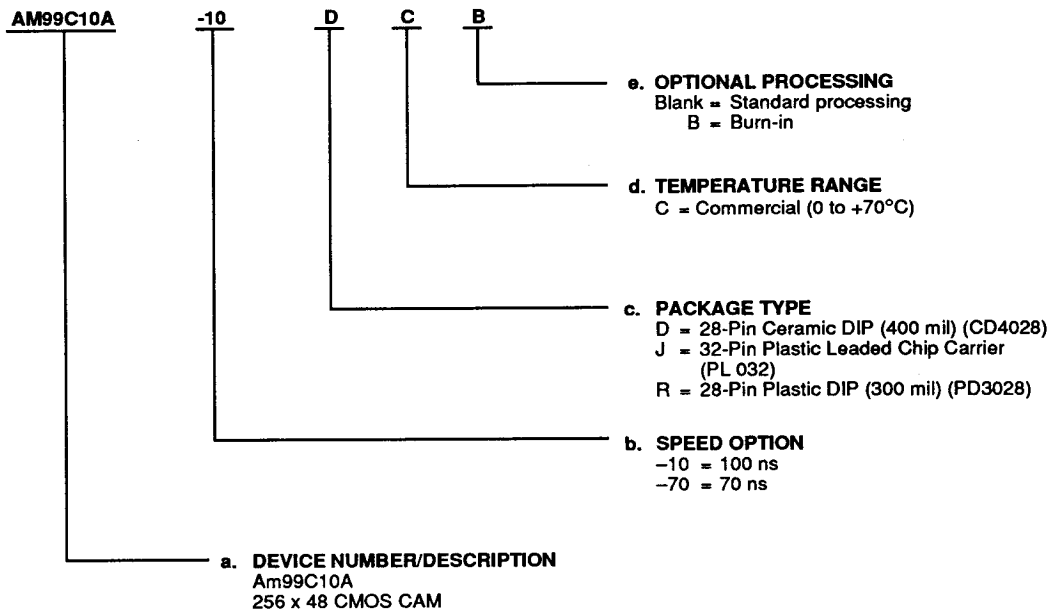 AM99C10A -10 D C B
e. OPTIONAL PROCESSING
Blank = Standard processing
B = Burn-in
d. TEMPERATURE RANGE
C = Commercial (0 to +70°C)
c. PACKAGE TYPE
D = 28-Pin Ceramic DIP (400 mil) (CD4028)
J = 32-Pin Plastic Leaded Chip Carrier
(PL 032)
R = 28-Pin Plastic DIP (300 mil) (PD3028)
b. SPEED OPTION
–10 = 100 ns
–70 = 70 ns
a. DEVICE NUMBER/DESCRIPTION
Am99C10A
256 x 48 CMOS CAM